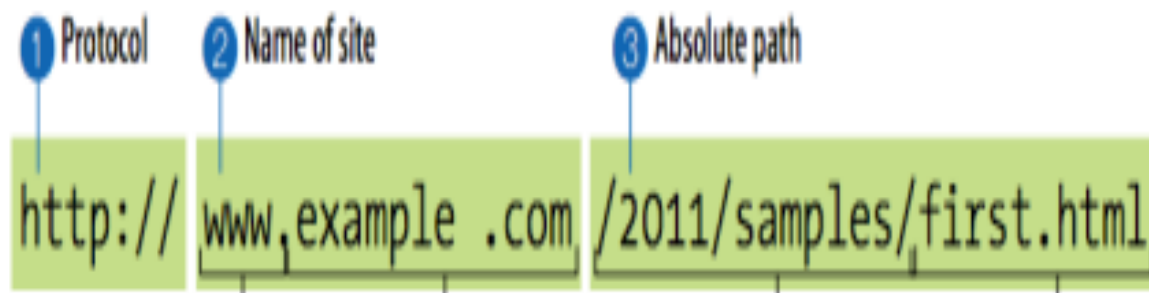 1 Protocol 2 Name of site 3 Absolute path
http:// www.example .com /2011/samples/first.html